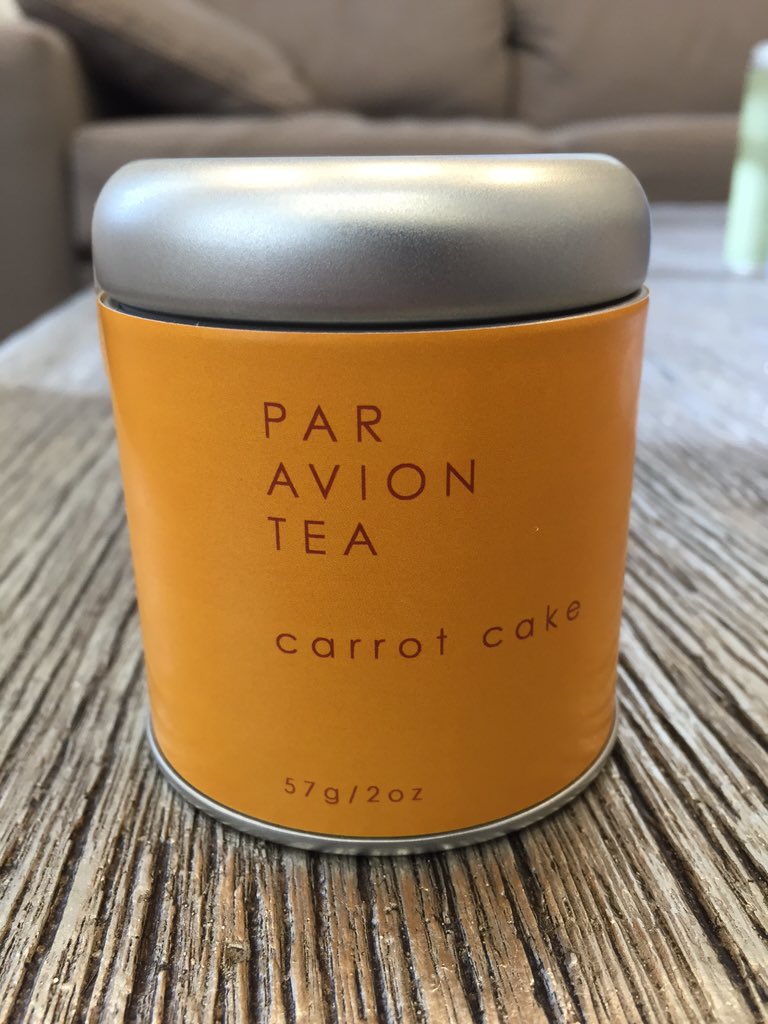 PAR
AVION
TEA
carrot cake
57g/2oz